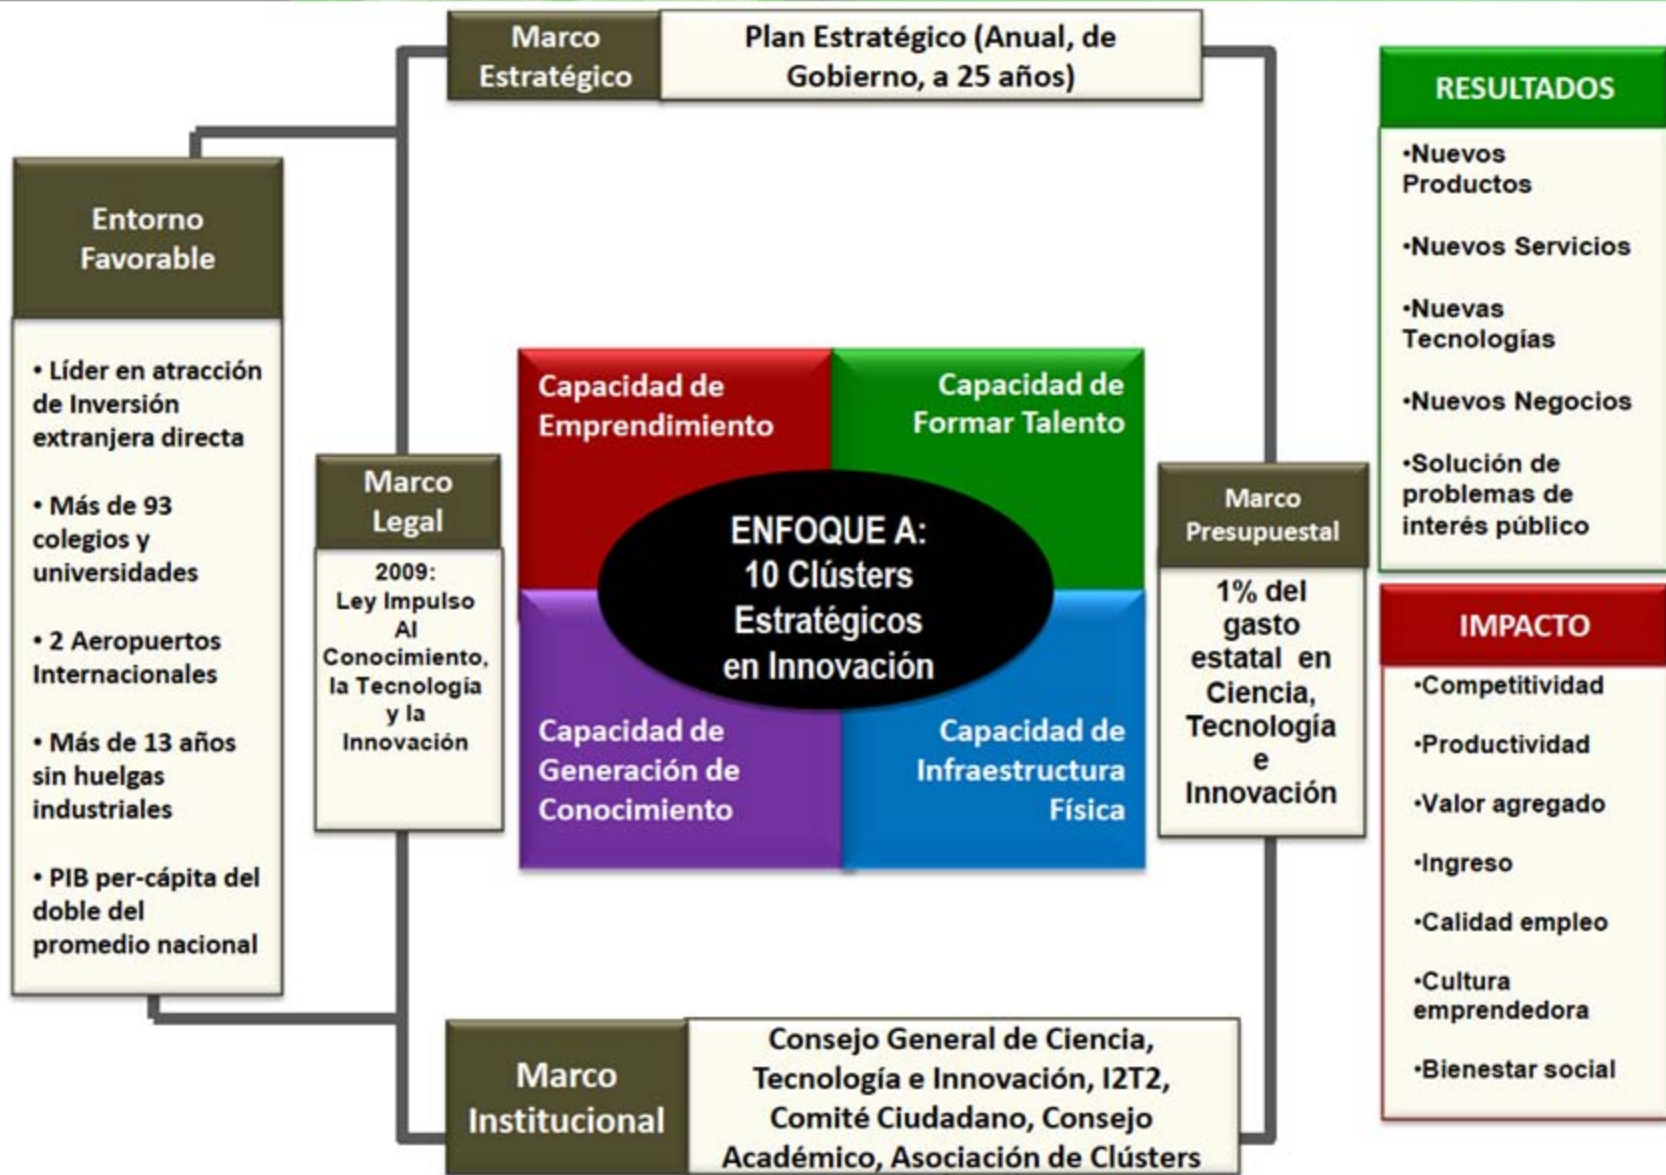 Marco
Estratégico
Plan Estratégico (Anual, de
Gobierno, a 25 años)
Entorno
Favorable
• Líder en atracción
de Inversión
extranjera directa
• Más de 93
colegios y
universidades
• 2 Aeropuertos
Internacionales
• Más de 13 años
sin huelgas
industriales
• PIB per-cápita del
doble del
promedio nacional
Marco
Legal
2009:
Ley Impulso
Al
Conocimiento,
la Tecnología
y la
Innovación
Capacidad de
Emprendimiento
Capacidad de
Formar Talento
ENFOQUE A:
10 Clústers
Estratégicos
en Innovación
Capacidad de
Generación de
Conocimiento
Capacidad de
Infraestructura
Física
Marco
Presupuestal
1% del
gasto
estatal en
Ciencia,
Tecnología
e
Innovación
Marco
Institucional
Consejo General de Ciencia,
Tecnología e Innovación, I2T2,
Comité Ciudadano, Consejo
Académico, Asociación de Clústers
RESULTADOS
•Nuevos
Productos
•Nuevos Servicios
•Nuevas
Tecnologías
•Nuevos Negocios
•Solución de
problemas de
interés público
IMPACTO
•Competitividad
•Productividad
•Valor agregado
•Ingreso
•Calidad empleo
•Cultura
emprendedora
•Bienestar social